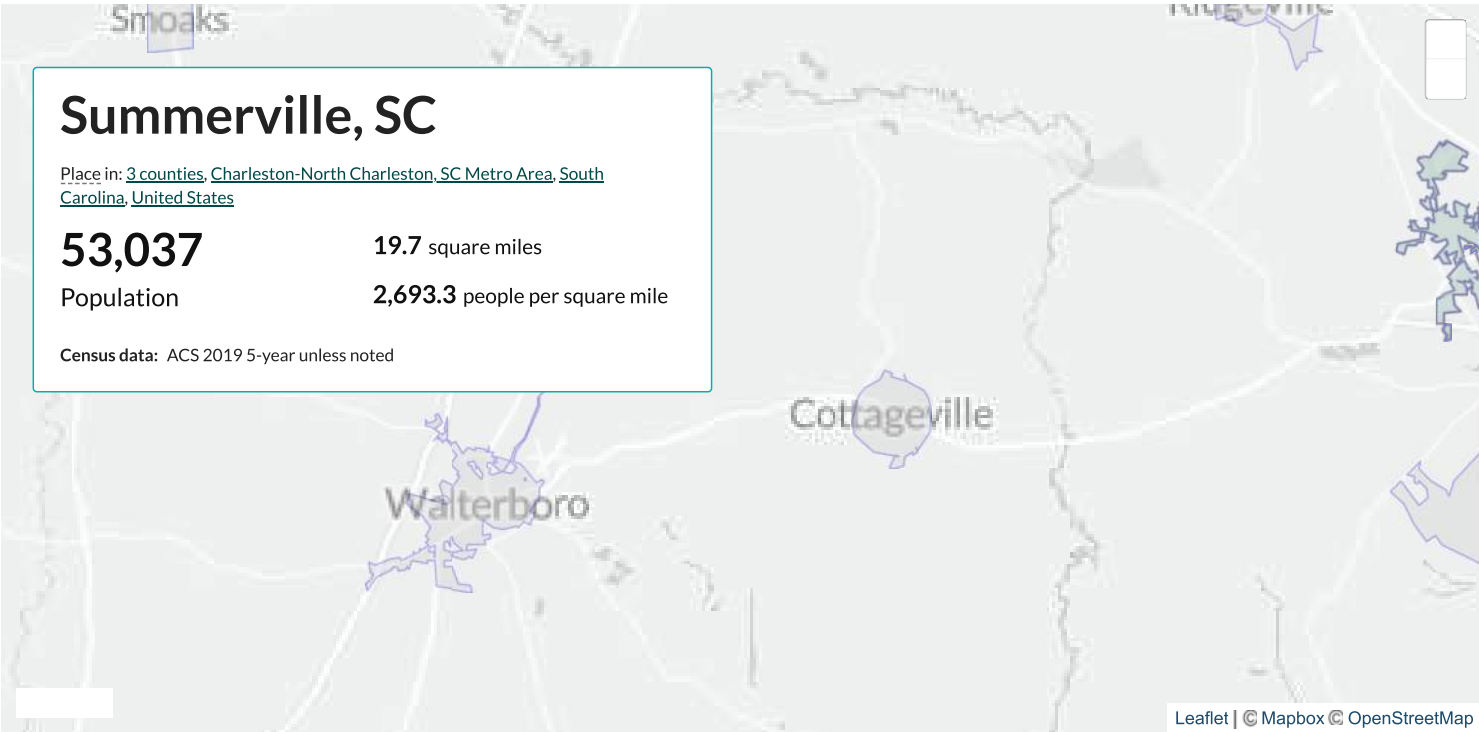 Smoaks
Ridgeville
Summerville, SC
Place in: 3 counties, Charleston-North Charleston, SC Metro Area, South
Carolina, United States
53,037
Population
19.7 square miles
2,693.3 people per square mile
Census data: ACS 2019 5-year unless noted
Cottageville
Walterboro
Leaflet | © Mapbox © OpenStreetMap